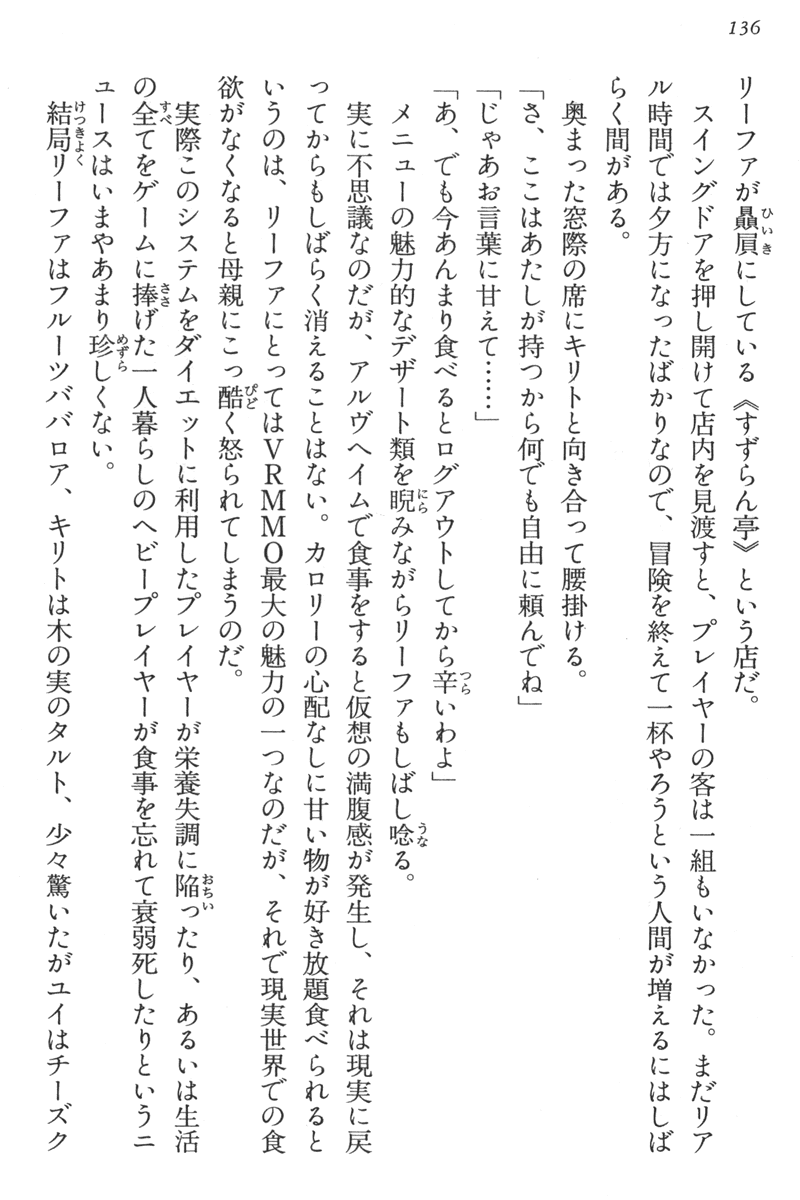 136
リーファが贔屓にしている《すずらん亭》という店だ。
スイングドアを押し開けて店内を見渡すと、プレイヤーの客は一組もいなかった。まだリア
ル時間では夕方になったばかりなので、冒険を終えて一杯やろうという人間が増えるにはしば
らく間がある。
奥まった窓際の席にキリトと向き合って腰掛ける。
「さ、ここはあたしが持つから何でも自由に頼んでね」
「じゃあお言葉に甘えて……」
「あ、でも今あんまり食べるとログアウトしてから辛いわよ」
メニューの魅力的なデザート類を睨みながらリーファもしばし唸る。
実に不思議なのだが、アルヴヘイムで食事をすると仮想の満腹感が発生し、それは現実に戻
ってからもしばらく消えることはない。カロリーの心配なしに甘い物が好き放題食べられると
いうのは、リーファにとってはVRMMO最大の魅力の一つなのだが、それで現実世界での食
欲がなくなると母親にこっ酷く怒られてしまうのだ。
実際このシステムをダイエットに利用したプレイヤーが栄養失調に陥ったり、あるいは生活
の全てをゲームに捧げた一人暮らしのヘビープレイヤーが食事を忘れて衰弱死したりというニ
ュースはいまやあまり珍しくない。
結局リーファはフルーツババロア、キリトは木の実のタルト、少々驚いたがユイはチーズク